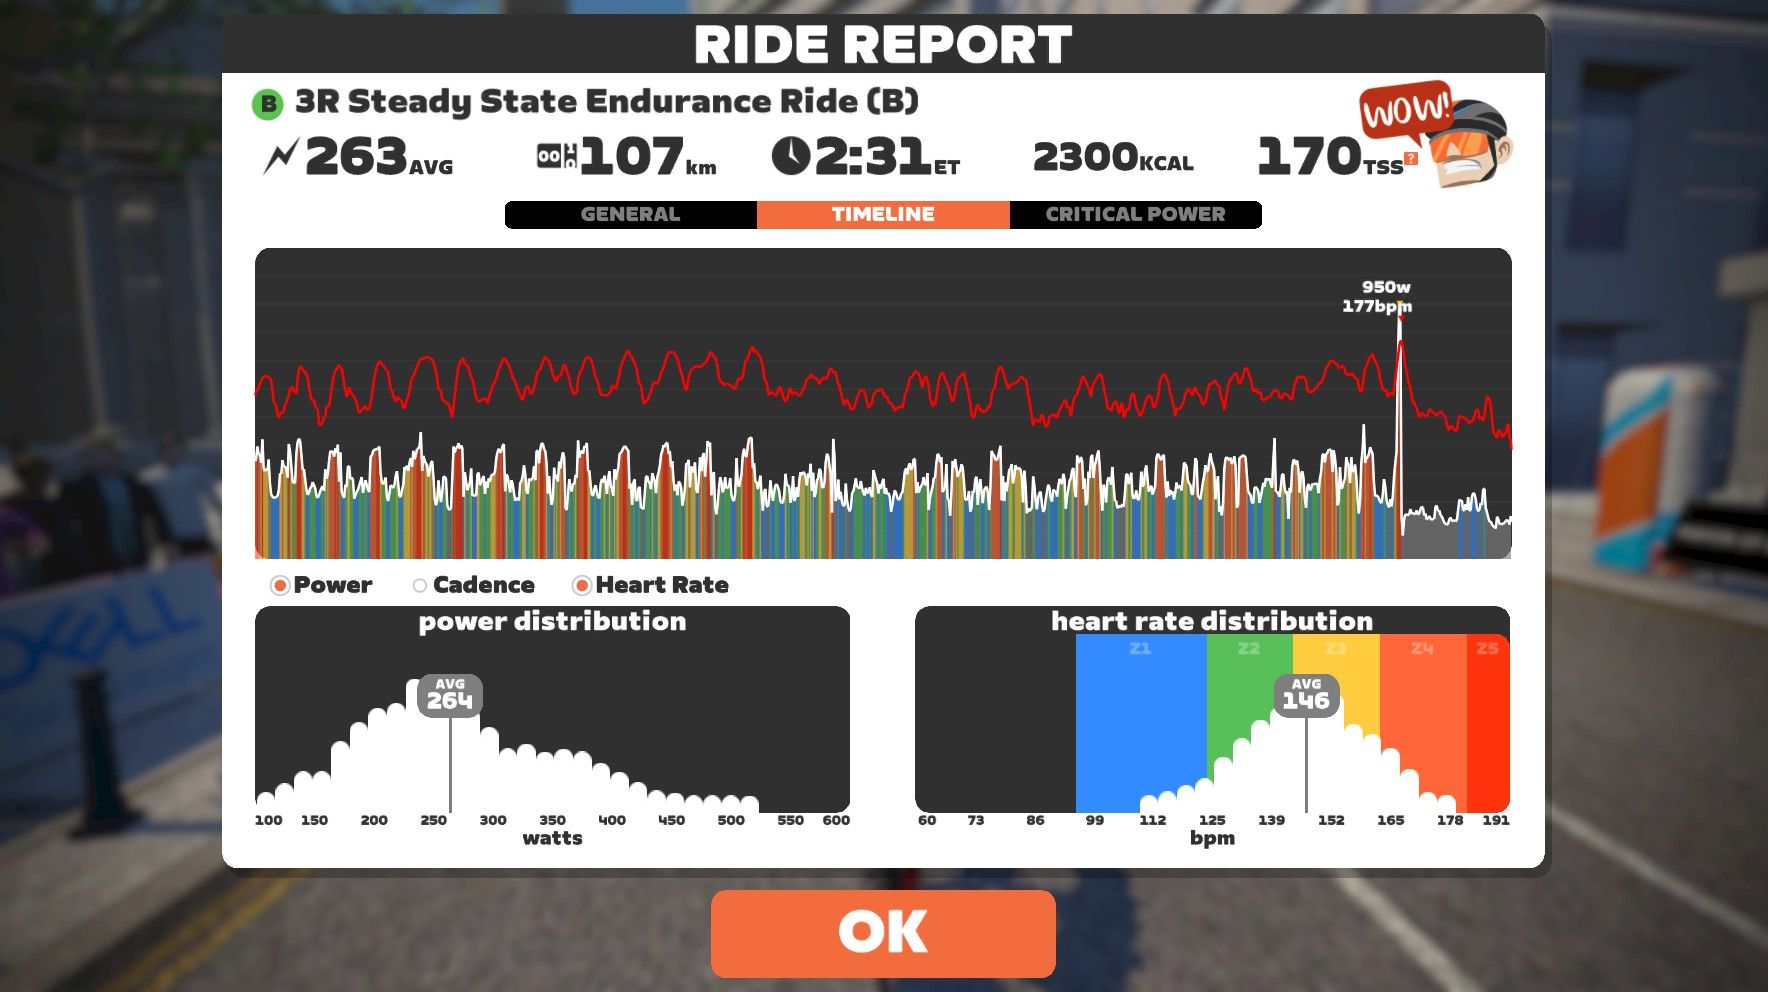 RIDE REPORT
B 3R Steady State Endurance Ride (B)
WOW!
263AVG 107km 2:31ET 2300KCAL 170TSS?
GENERAL TIMELINE CRITICAL POWER
950w
177bpm
Power Cadence Heart Rate
power distribution
AVG
264
100 150 200 250 300 350 400 450 500 550 600
watts
heart rate distribution
Z1 Z2 Z3 Z4 Z5
AVG
146
60 73 86 99 112 125 139 152 165 178 191
bpm
DELL
OK